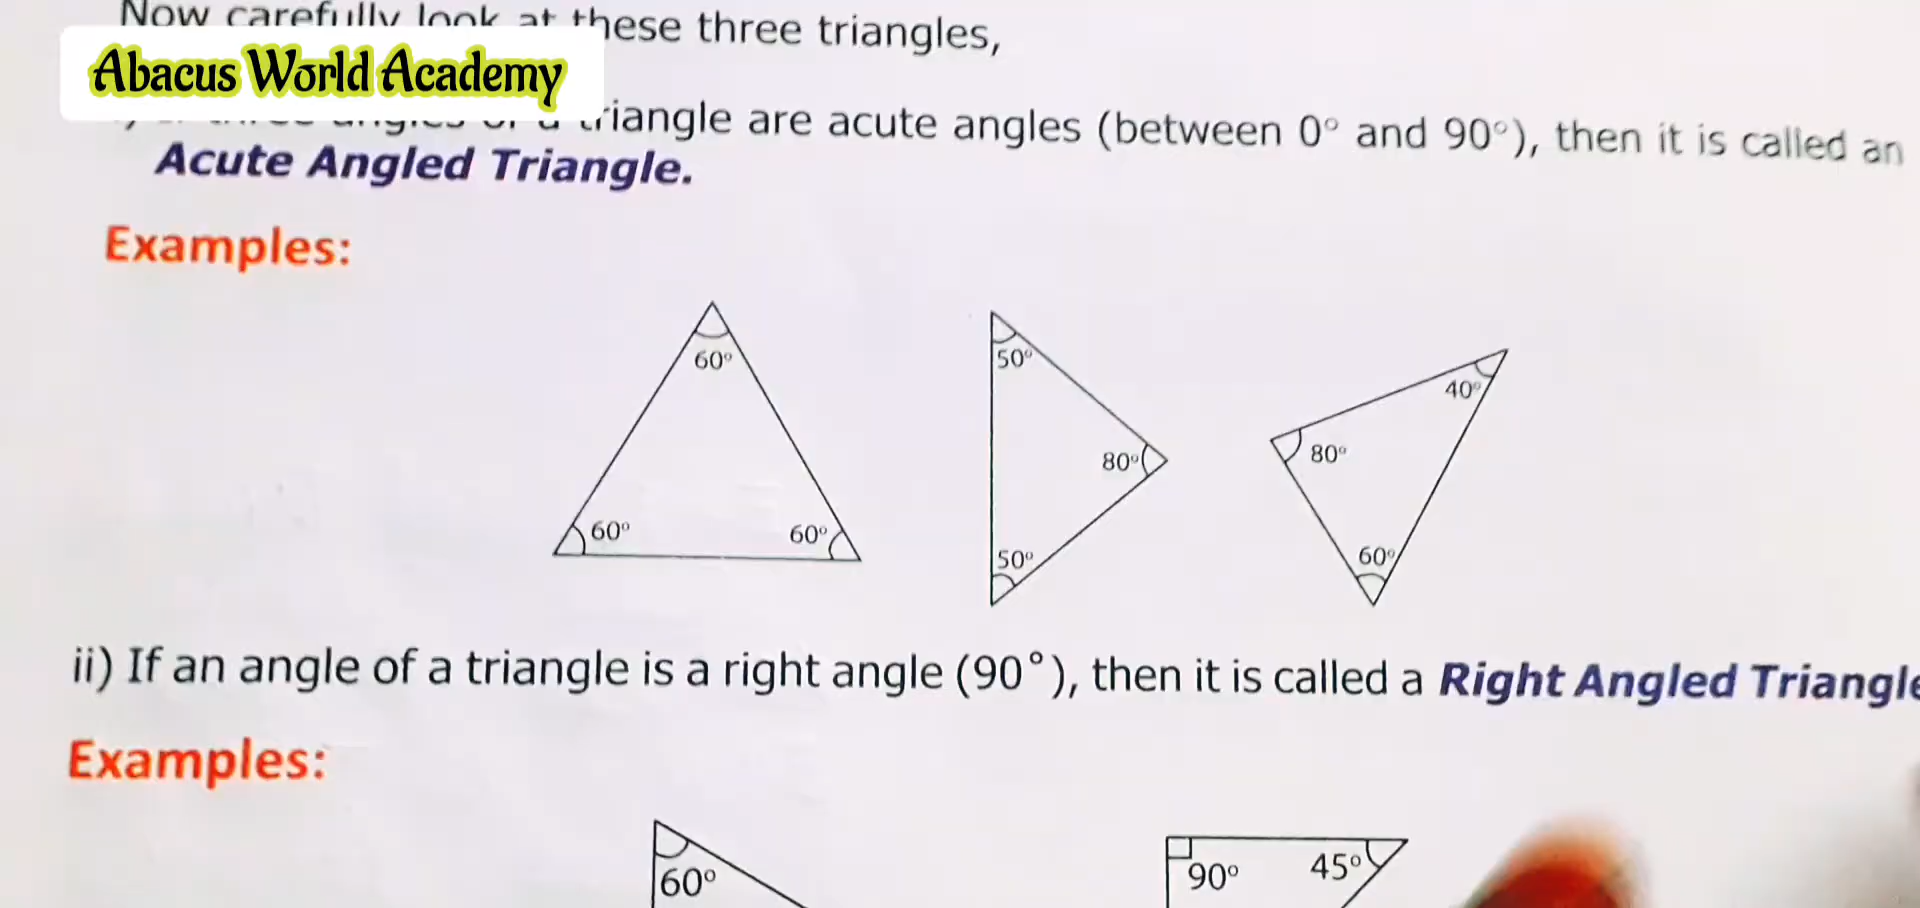 Now carefully look at these three triangles,
Abacus World Academy
triangle are acute angles (between 0° and 90°), then it is called an
Acute Angled Triangle.
Examples:
60°
50°
40°
80°
80°
60°
60°
50°
60°
ii) If an angle of a triangle is a right angle (90°), then it is called a Right Angled Triangle
Examples:
60°
90°
45°